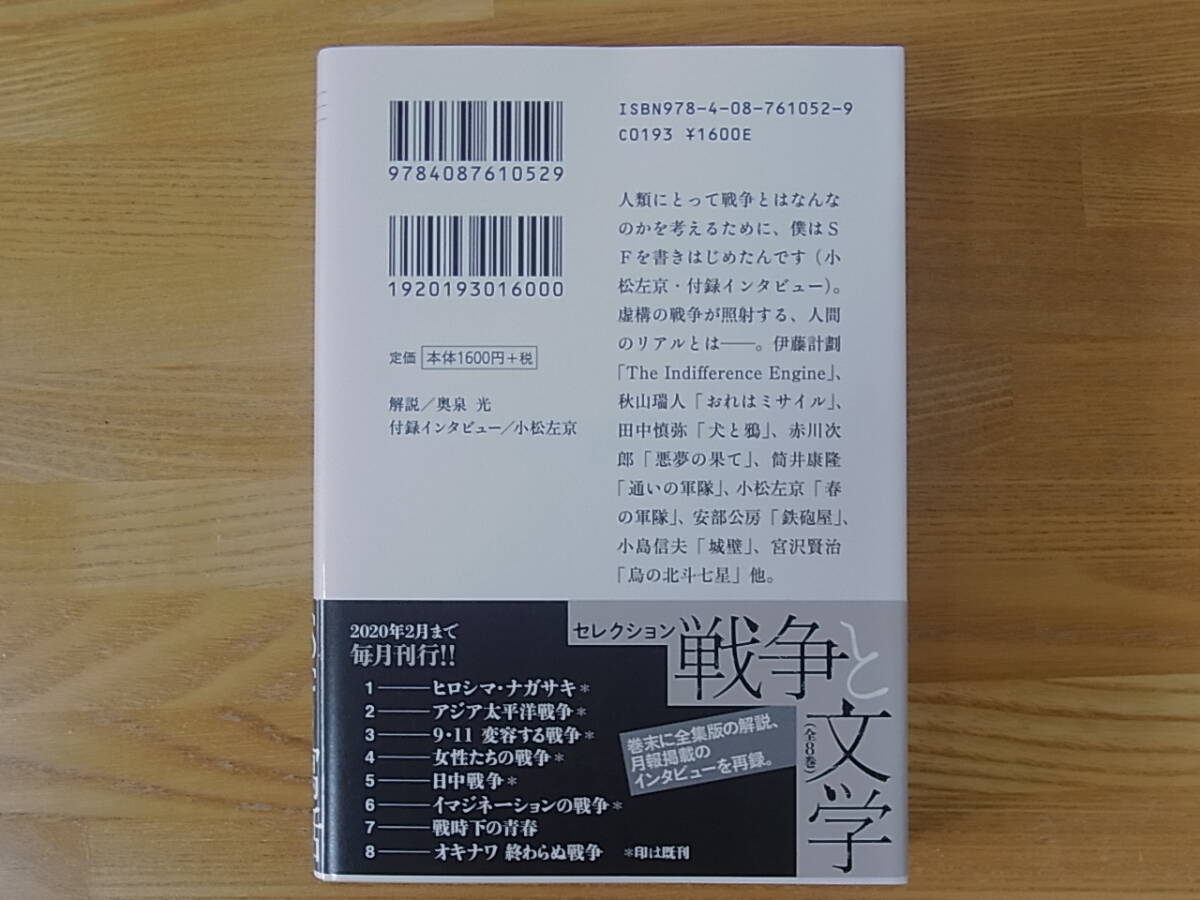 9784087610529
1920193016000
定価 本体1600円+税
解説／奥泉 光
付録インタビュー／小松左京
ISBN978-4-08-761052-9
C0193 ¥1600E
人類にとって戦争とはなんな
のかを考えるために、僕はS
Fを書きはじめたんです（小
松左京・付録インタビュー）。
虚構の戦争が照射する、人間
のリアルとは――。伊藤計劃
「The Indifference Engine」、
秋山瑞人「おれはミサイル」、
田中慎弥「犬と鴉」、赤川次
郎「悪夢の果て」、筒井康隆
「通いの軍隊」、小松左京「春
の軍隊」、安部公房「鉄砲屋」、
小島信夫「城壁」、宮沢賢治
「烏の北斗七星」他。
2020年2月まで
毎月刊行!!
1――ヒロシマ・ナガサキ＊
2――アジア太平洋戦争＊
3――9・11 変容する戦争＊
4――女性たちの戦争＊
5――日中戦争＊
6――イマジネーションの戦争＊
7――戦時下の青春
8――オキナワ 終わらぬ戦争 ＊印は既刊
セレクション
戦争と
文学
（全8巻）
巻末に全集版の解説、
月報掲載の
インタビューを再録。